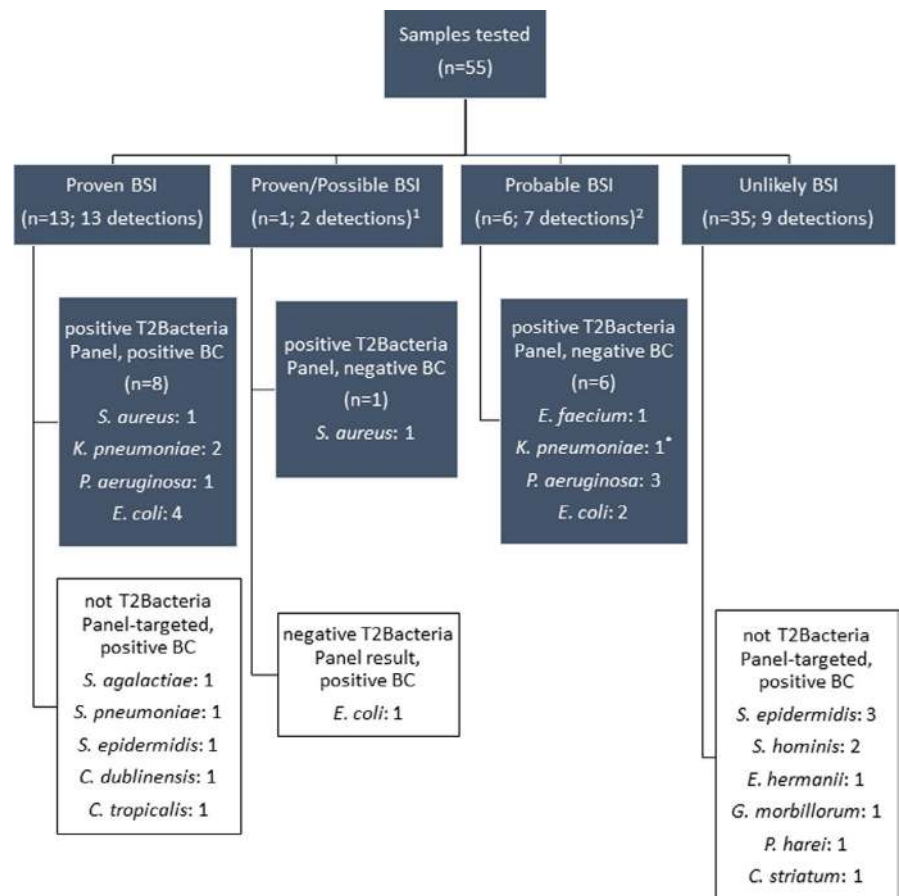 Samples tested
(n=55)
Proven BSI
(n=13; 13 detections)
Proven/Possible BSI
(n=1; 2 detections)¹
Probable BSI
(n=6; 7 detections)²
Unlikely BSI
(n=35; 9 detections)
positive T2Bacteria
Panel, positive BC
(n=8)
S. aureus: 1
K. pneumoniae: 2
P. aeruginosa: 1
E. coli: 4
positive T2Bacteria
Panel, negative BC
(n=1)
S. aureus: 1
positive T2Bacteria
Panel, negative BC
(n=6)
E. faecium: 1
K. pneumoniae: 1*
P. aeruginosa: 3
E. coli: 2
not T2Bacteria
Panel-targeted,
positive BC
S. agalactiae: 1
S. pneumoniae: 1
S. epidermidis: 1
C. dublinensis: 1
C. tropicalis: 1
negative T2Bacteria
Panel result,
positive BC
E. coli: 1
not T2Bacteria
Panel-targeted,
positive BC
S. epidermidis: 3
S. hominis: 2
E. hermanii: 1
G. morbillorum: 1
P. harei: 1
C. striatum: 1